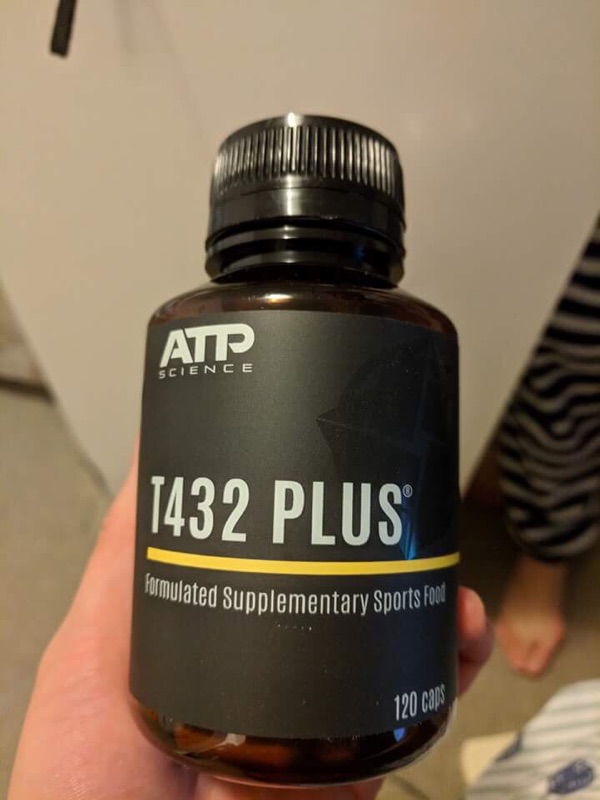 ATP
SCIENCE
T432 PLUS®
Formulated Supplementary Sports Food
120 caps